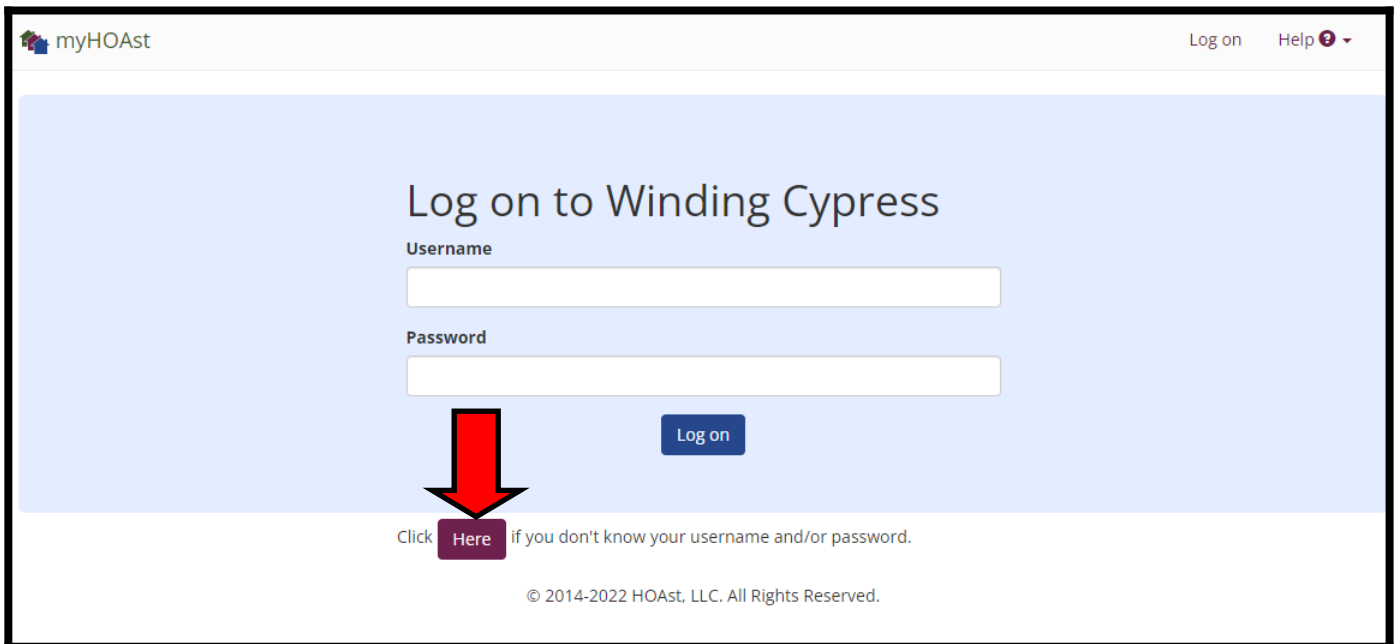 myHOAst Log on Help
Log on to Winding Cypress
Username
Password
Log on
Click Here if you don't know your username and/or password.
© 2014-2022 HOAst, LLC. All Rights Reserved.